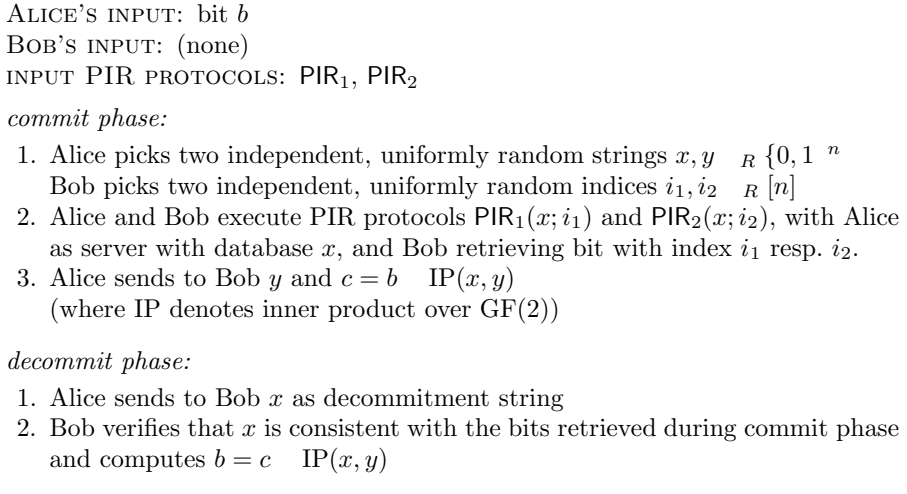 ALICE'S INPUT: bit b
BOB'S INPUT: (none)
INPUT PIR PROTOCOLS: PIR₁, PIR₂
commit phase:
1. Alice picks two independent, uniformly random strings x, y R {0, 1 n
Bob picks two independent, uniformly random indices i₁, i₂ R [n]
2. Alice and Bob execute PIR protocols PIR₁(x; i₁) and PIR₂(x; i₂), with Alice
as server with database x, and Bob retrieving bit with index i₁ resp. i₂.
3. Alice sends to Bob y and c = b IP(x, y)
(where IP denotes inner product over GF(2))
decommit phase:
1. Alice sends to Bob x as decommitment string
2. Bob verifies that x is consistent with the bits retrieved during commit phase
and computes b = c IP(x, y)